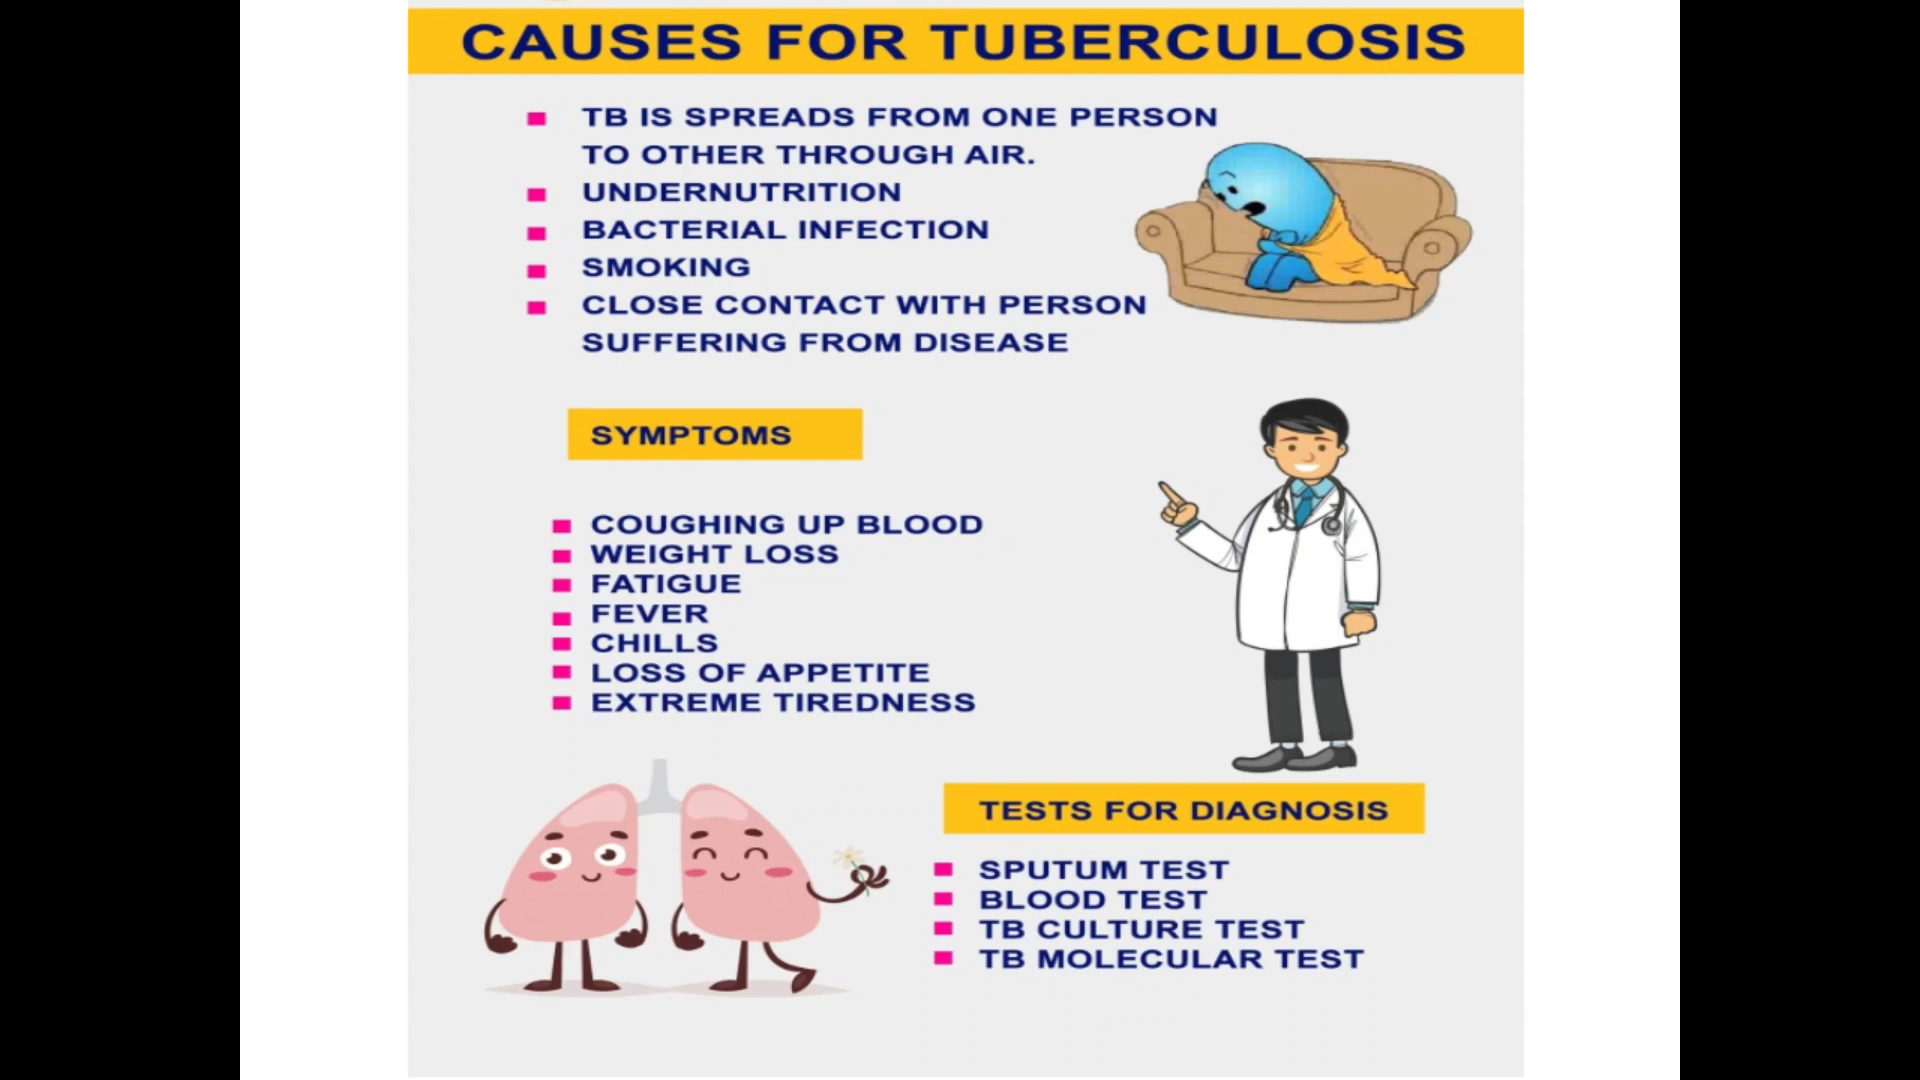 CAUSES FOR TUBERCULOSIS
TB IS SPREADS FROM ONE PERSON
TO OTHER THROUGH AIR.
UNDERNUTRITION
BACTERIAL INFECTION
SMOKING
CLOSE CONTACT WITH PERSON
SUFFERING FROM DISEASE
SYMPTOMS
COUGHING UP BLOOD
WEIGHT LOSS
FATIGUE
FEVER
CHILLS
LOSS OF APPETITE
EXTREME TIREDNESS
TESTS FOR DIAGNOSIS
SPUTUM TEST
BLOOD TEST
TB CULTURE TEST
TB MOLECULAR TEST